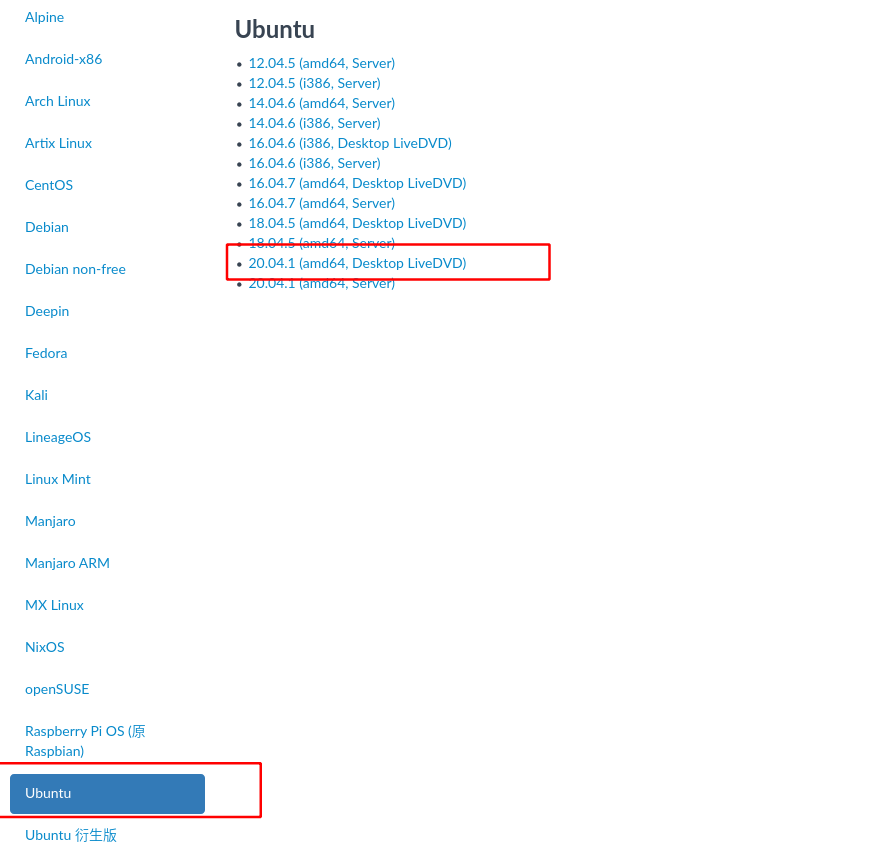 Alpine
Android-x86
Arch Linux
Artix Linux
CentOS
Debian
Debian non-free
Deepin
Fedora
Kali
LineageOS
Linux Mint
Manjaro
Manjaro ARM
MX Linux
NixOS
openSUSE
Raspberry Pi OS (原
Raspbian)
Ubuntu
Ubuntu 衍生版
Ubuntu
• 12.04.5 (amd64, Server)
• 12.04.5 (i386, Server)
• 14.04.6 (amd64, Server)
• 14.04.6 (i386, Server)
• 16.04.6 (i386, Desktop LiveDVD)
• 16.04.6 (i386, Server)
• 16.04.7 (amd64, Desktop LiveDVD)
• 16.04.7 (amd64, Server)
• 18.04.5 (amd64, Desktop LiveDVD)
• 18.04.5 (amd64, Server)
• 20.04.1 (amd64, Desktop LiveDVD)
• 20.04.1 (amd64, Server)